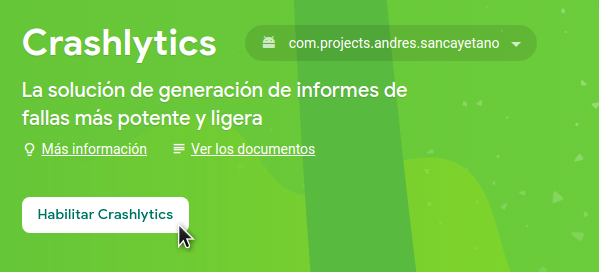 Crashlytics
com.projects.andres.sancayetano
La solución de generación de informes de
fallas más potente y ligera
Más información
Ver los documentos
Habilitar Crashlytics